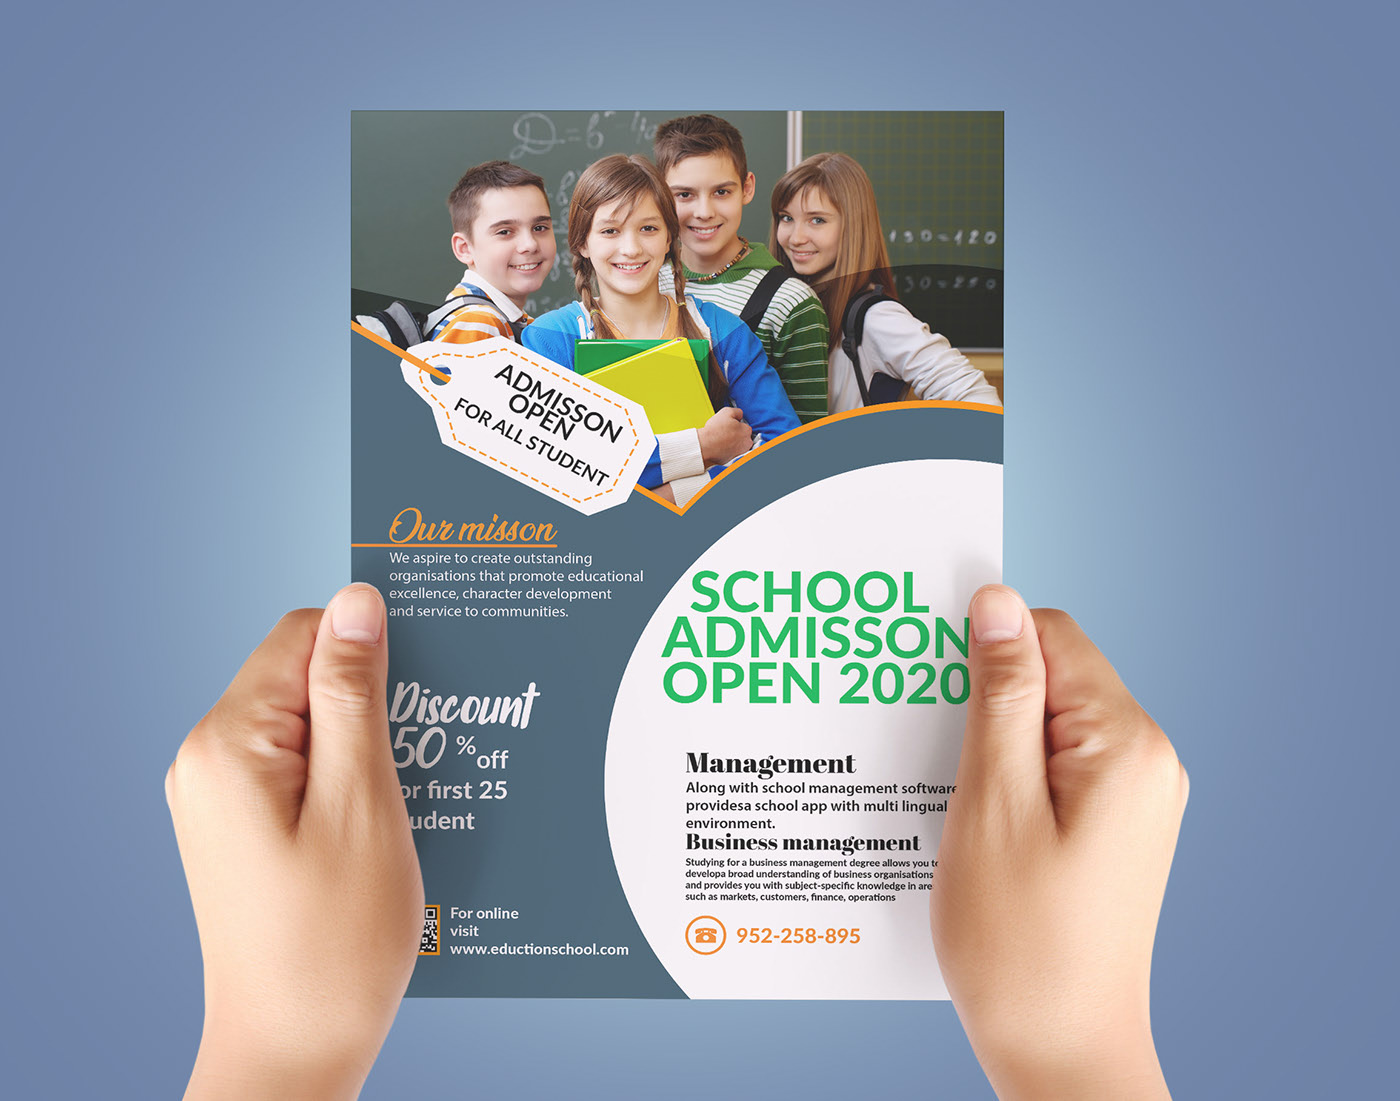 D=b²-4a
130=120
ADMISSON
OPEN
FOR ALL STUDENT
Our misson
We aspire to create outstanding
organisations that promote educational
excellence, character development
and service to communities.
SCHOOL
ADMISSON
OPEN 2020
Discount
50 % off
or first 25
udent
Management
Along with school management software
providesa school app with multi lingual
environment.
Business management
Studying for a business management degree allows you to
developa broad understanding of business organisations
and provides you with subject-specific knowledge in are
such as markets, customers, finance, operations
952-258-895
For online
visit
www.eductionschool.com